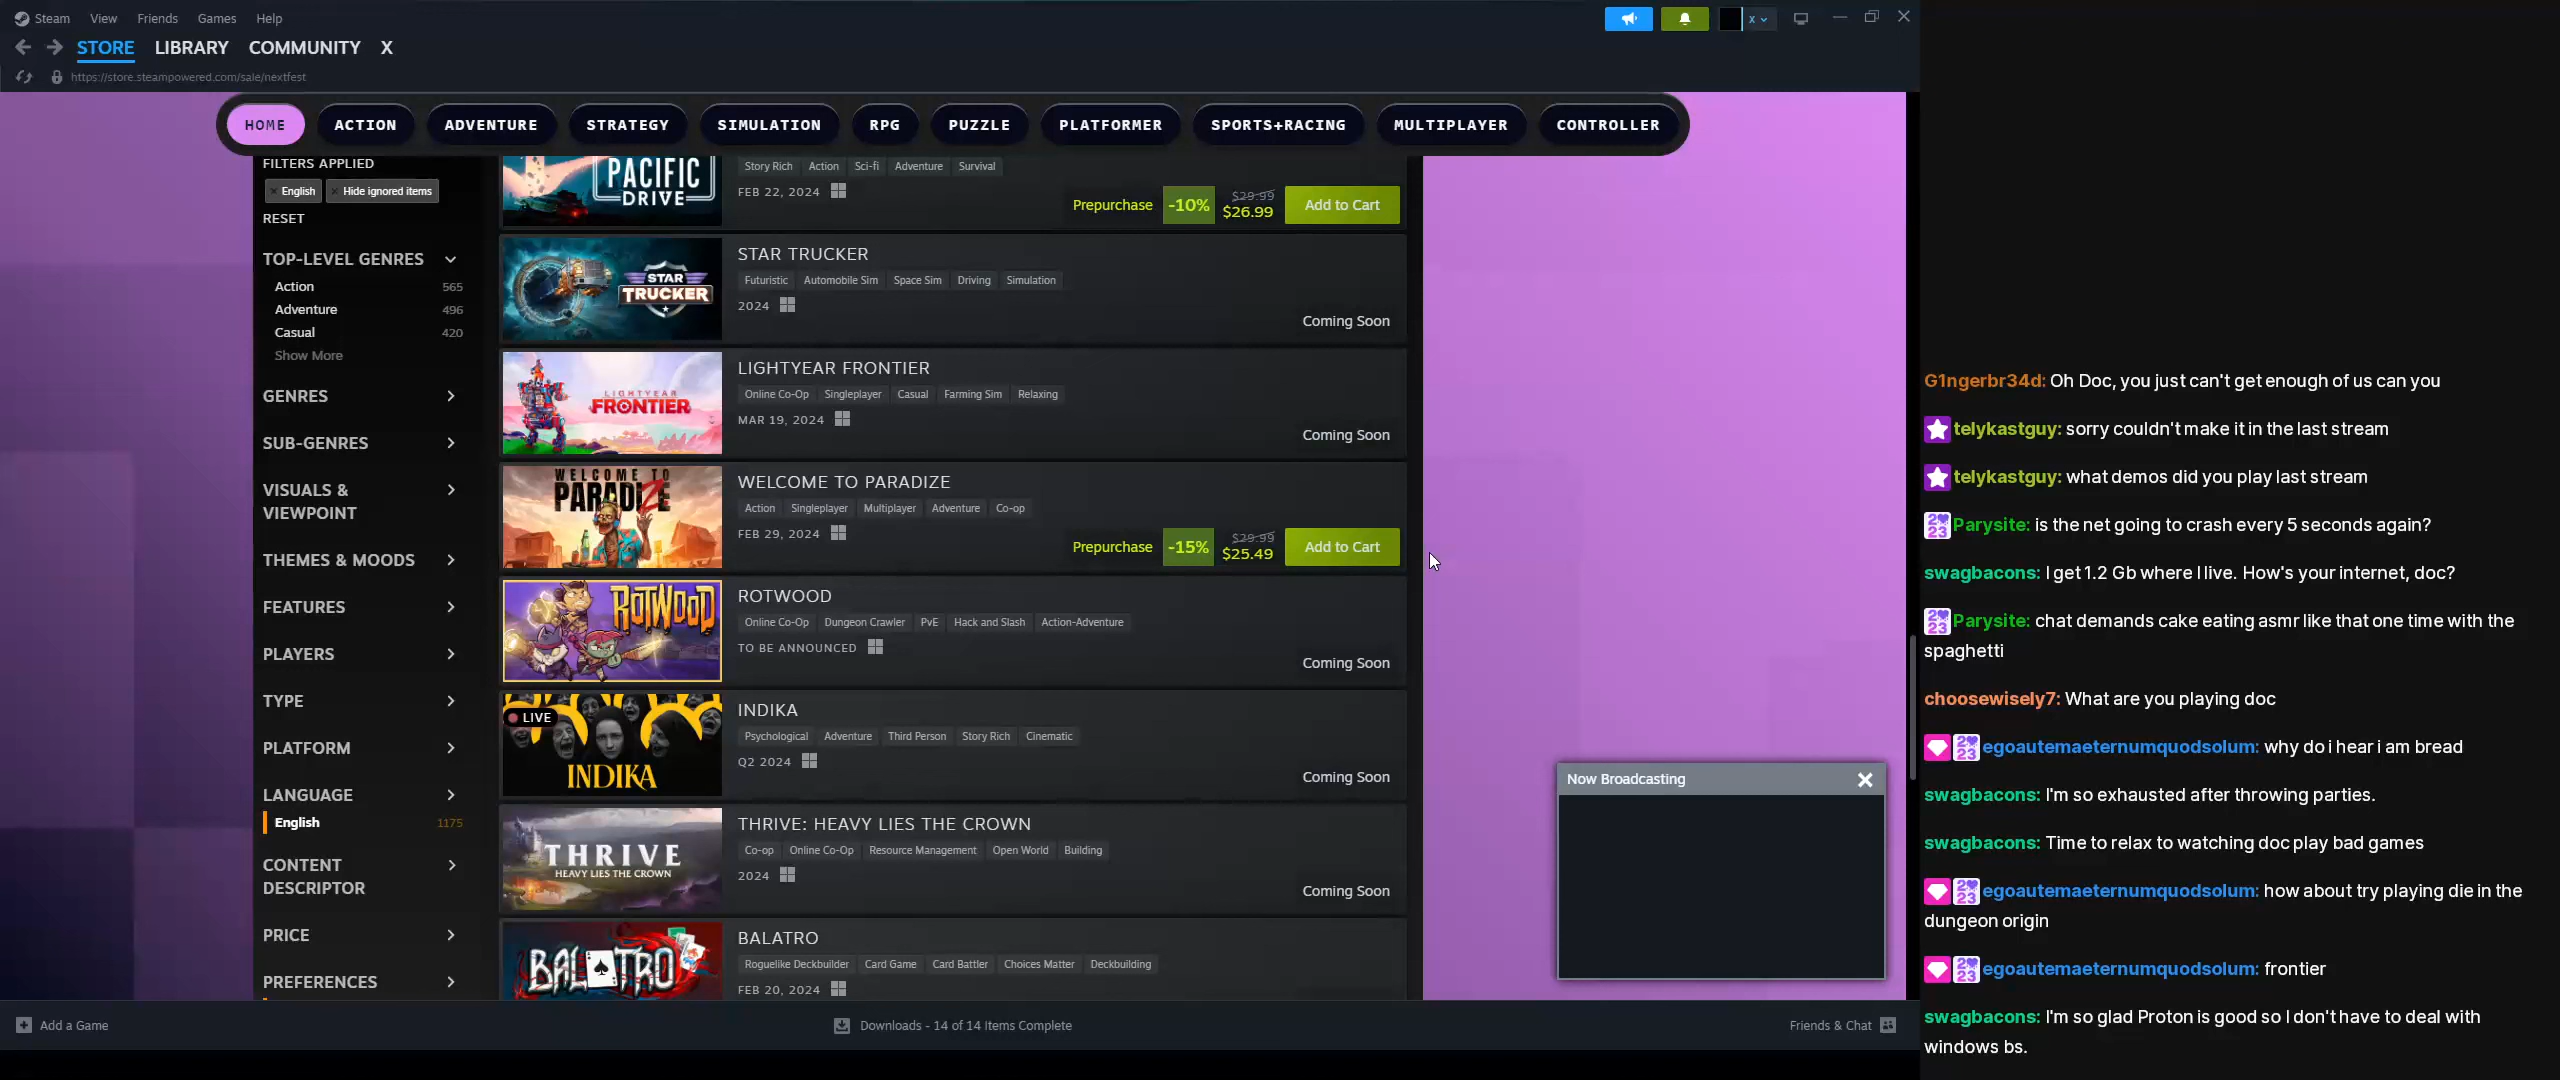 Steam View Friends Games Help
x
STORE LIBRARY COMMUNITY X
https://store.steampowered.com/sale/nextfest
HOME ACTION ADVENTURE STRATEGY SIMULATION RPG PUZZLE PLATFORMER SPORTS+RACING MULTIPLAYER CONTROLLER
FILTERS APPLIED
× English × Hide ignored items
RESET
TOP-LEVEL GENRES
Action 565
Adventure 496
Casual 420
Show More
GENRES
SUB-GENRES
VISUALS &
VIEWPOINT
THEMES & MOODS
FEATURES
PLAYERS
TYPE
PLATFORM
LANGUAGE
English 1175
CONTENT
DESCRIPTOR
PRICE
PREFERENCES
PACIFIC
DRIVE
Story Rich Action Sci-fi Adventure Survival
FEB 22, 2024
Prepurchase -10% $29.99 $26.99 Add to Cart
STAR
TRUCKER
STAR TRUCKER
Futuristic Automobile Sim Space Sim Driving Simulation
2024
Coming Soon
LIGHTYEAR
FRONTIER
LIGHTYEAR FRONTIER
Online Co-Op Singleplayer Casual Farming Sim Relaxing
MAR 19, 2024
Coming Soon
WELCOME TO
PARADIZE
WELCOME TO PARADIZE
Action Singleplayer Multiplayer Adventure Co-op
FEB 29, 2024
Prepurchase -15% $29.99 $25.49 Add to Cart
ROTWOOD
ROTWOOD
Online Co-Op Dungeon Crawler PvE Hack and Slash Action-Adventure
TO BE ANNOUNCED
Coming Soon
LIVE
INDIKA
INDIKA
Psychological Adventure Third Person Story Rich Cinematic
Q2 2024
Coming Soon
THRIVE
HEAVY LIES THE CROWN
THRIVE: HEAVY LIES THE CROWN
Co-op Online Co-Op Resource Management Open World Building
2024
Coming Soon
BALATRO
BALATRO
Roguelike Deckbuilder Card Game Card Battler Choices Matter Deckbuilding
FEB 20, 2024
Now Broadcasting
Add a Game
Downloads - 14 of 14 Items Complete
Friends & Chat
G1ngerbr34d: Oh Doc, you just can't get enough of us can you
telykastguy: sorry couldn't make it in the last stream
telykastguy: what demos did you play last stream
Parysite: is the net going to crash every 5 seconds again?
swagbacons: I get 1.2 Gb where I live. How's your internet, doc?
Parysite: chat demands cake eating asmr like that one time with the
spaghetti
choosewisely7: What are you playing doc
egoautemaeternumquodsolum: why do i hear i am bread
swagbacons: I'm so exhausted after throwing parties.
swagbacons: Time to relax to watching doc play bad games
egoautemaeternumquodsolum: how about try playing die in the
dungeon origin
egoautemaeternumquodsolum: frontier
swagbacons: I'm so glad Proton is good so I don't have to deal with
windows bs.